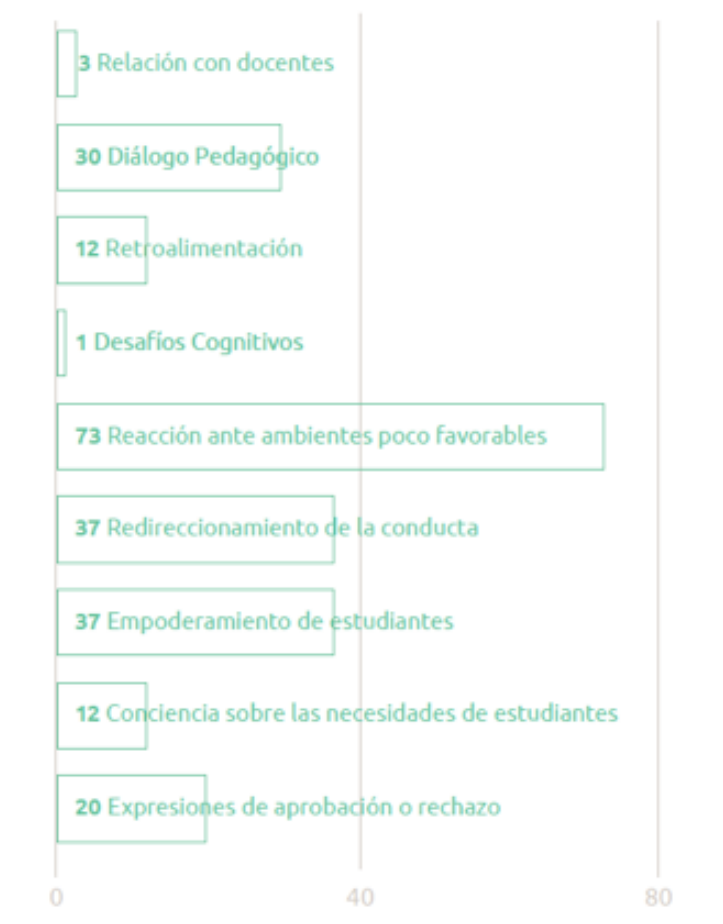 3 Relación con docentes
30 Diálogo Pedagógico
12 Retroalimentación
1 Desafíos Cognitivos
73 Reacción ante ambientes poco favorables
37 Redireccionamiento de la conducta
37 Empoderamiento de estudiantes
12 Conciencia sobre las necesidades de estudiantes
20 Expresiones de aprobación o rechazo
0 40 80